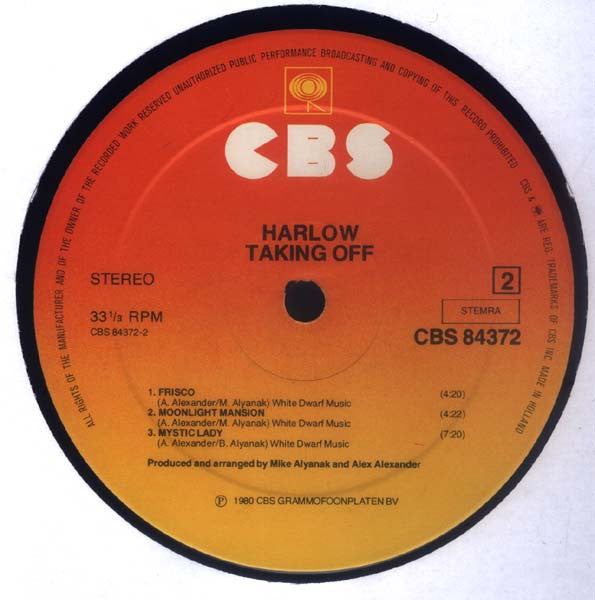 ALL RIGHTS OF THE MANUFACTURER AND OF THE OWNER OF THE RECORDED WORK RESERVED UNAUTHORIZED PUBLIC PERFORMANCE BROADCASTING AND COPYING OF THIS RECORD PROHIBITED
CBS & ARE REG. TRADEMARKS OF CBS INC. MADE IN HOLLAND
CBS
HARLOW
TAKING OFF
STEREO
2
33 1/3 RPM
STEMRA
CBS 84372-2
CBS 84372
1. FRISCO (4:20)
(A. Alexander/M. Alyanak) White Dwarf Music
2. MOONLIGHT MANSION (4:22)
(A. Alexander/M. Alyanak) White Dwarf Music
3. MYSTIC LADY (7:20)
(A. Alexander/B. Alyanak) White Dwarf Music
Produced and arranged by Mike Alyanak and Alex Alexander
Ⓟ 1980 CBS GRAMMOFOONPLATEN BV